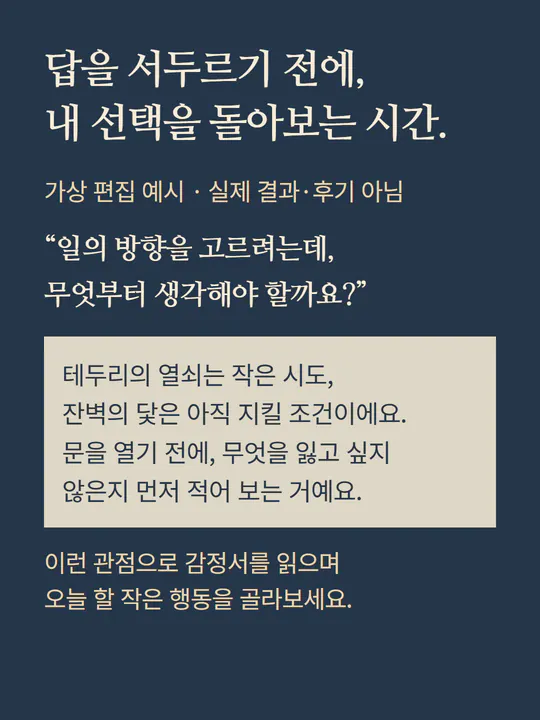 답을 서두르기 전에,
내 선택을 돌아보는 시간.
가상 편집 예시 · 실제 결과·후기 아님
“일의 방향을 고르려는데,
무엇부터 생각해야 할까요?”
테두리의 열쇠는 작은 시도,
잔벽의 닻은 아직 지킬 조건이에요.
문을 열기 전에, 무엇을 잃고 싶지
않은지 먼저 적어 보는 거예요.
이런 관점으로 감정서를 읽으며
오늘 할 작은 행동을 골라보세요.